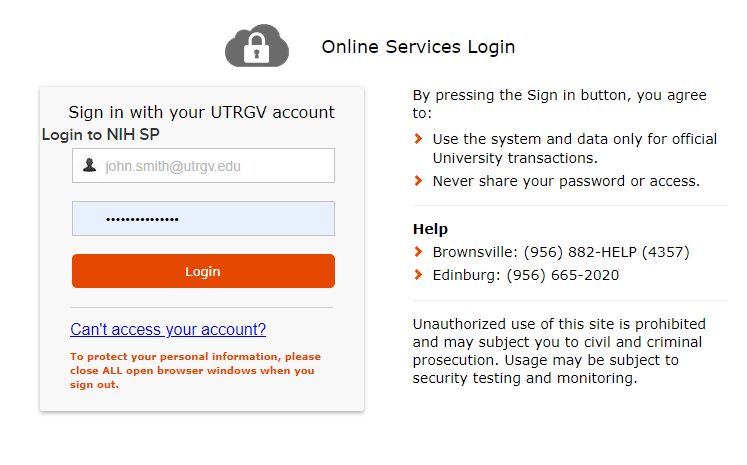 Online Services Login
Sign in with your UTRGV account
Login to NIH SP
john.smith@utrgv.edu
•••••••••••••••
Login
Can't access your account?
To protect your personal information, please
close ALL open browser windows when you
sign out.
By pressing the Sign in button, you agree
to:
Use the system and data only for official
University transactions.
Never share your password or access.
Help
Brownsville: (956) 882-HELP (4357)
Edinburg: (956) 665-2020
Unauthorized use of this site is prohibited
and may subject you to civil and criminal
prosecution. Usage may be subject to
security testing and monitoring.